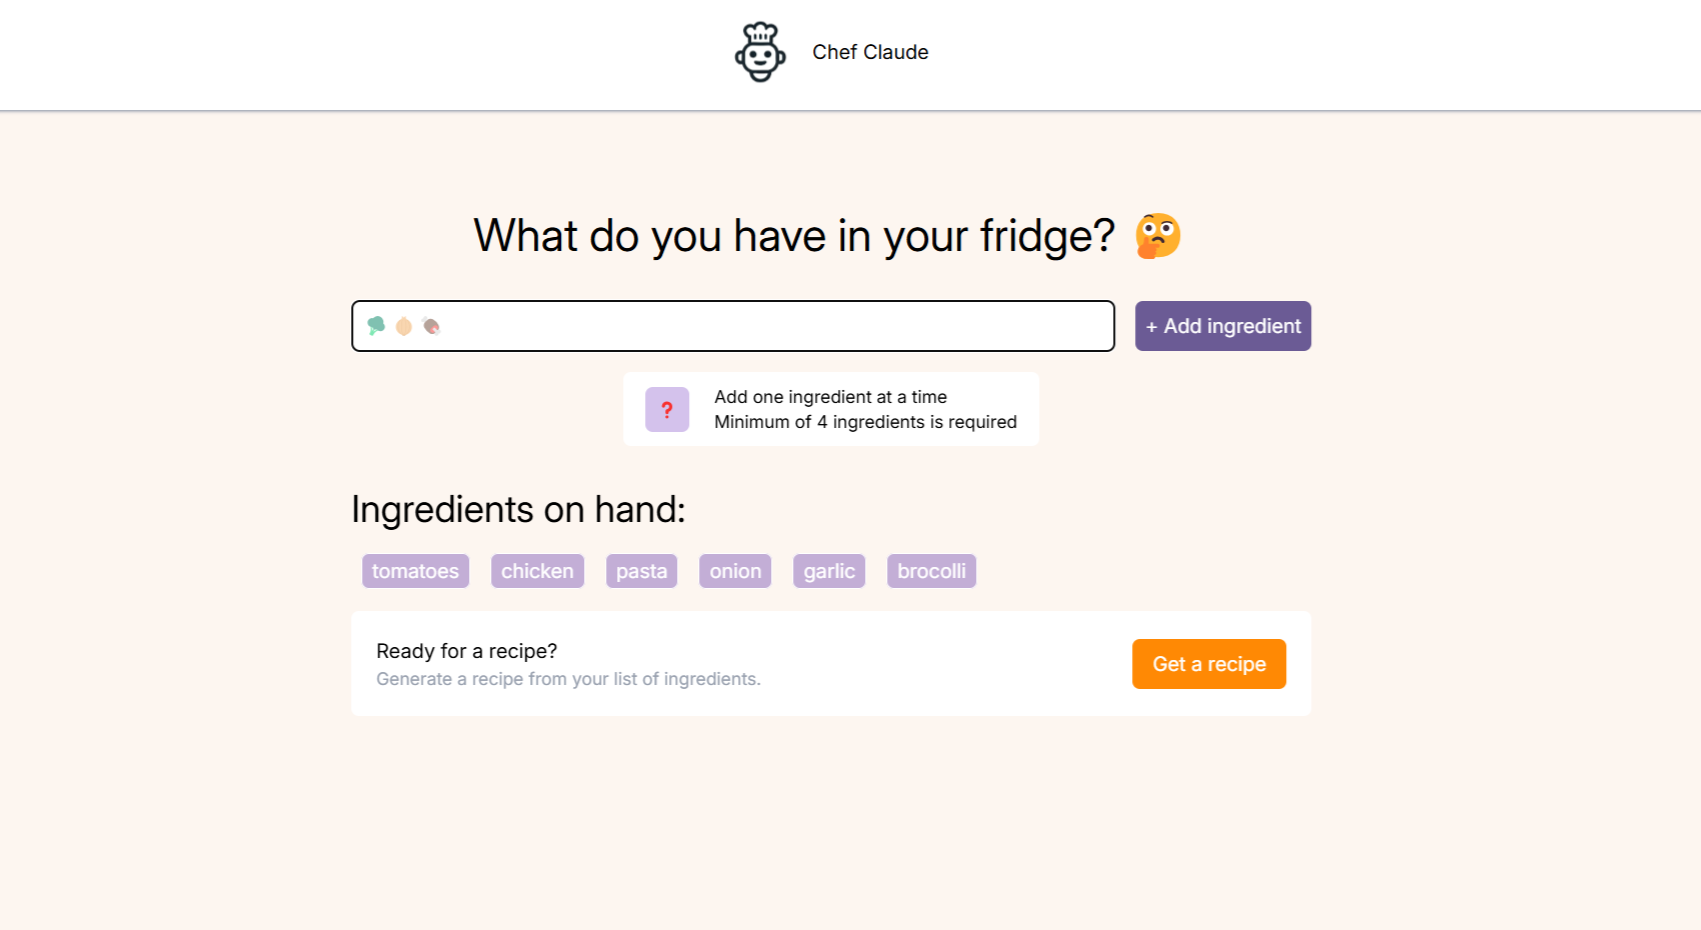 Chef Claude
What do you have in your fridge? 🤔
🥦 🧅 🍖
+ Add ingredient
?
Add one ingredient at a time
Minimum of 4 ingredients is required
Ingredients on hand:
tomatoes chicken pasta onion garlic brocolli
Ready for a recipe?
Generate a recipe from your list of ingredients.
Get a recipe